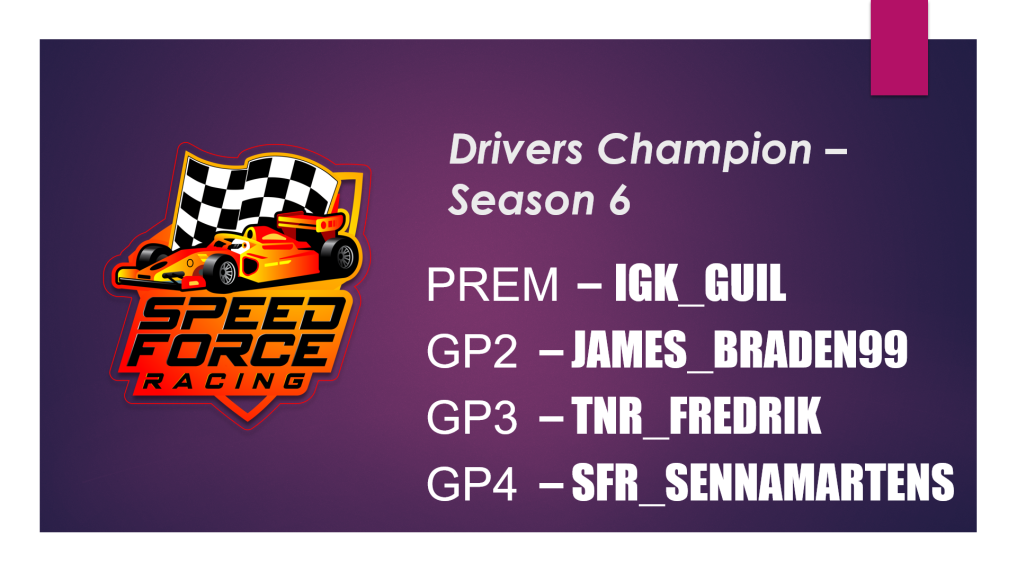 SPEED
FORCE
RACING
Drivers Champion –
Season 6
PREM – IGK_GUIL
GP2 – JAMES_BRADEN99
GP3 – TNR_FREDRIK
GP4 – SFR_SENNAMARTENS